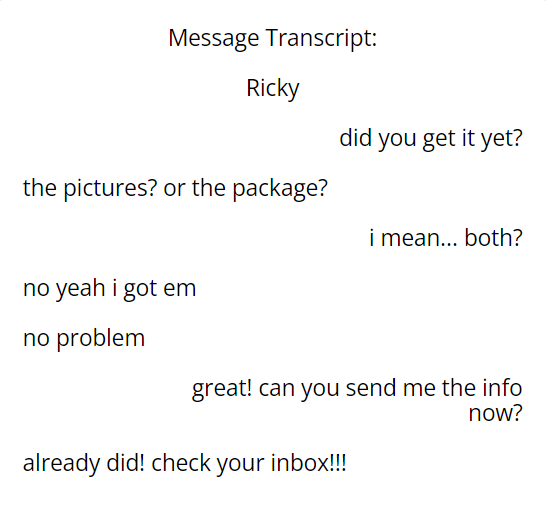 Message Transcript:
Ricky
did you get it yet?
the pictures? or the package?
i mean... both?
no yeah i got em
no problem
great! can you send me the info
now?
already did! check your inbox!!!